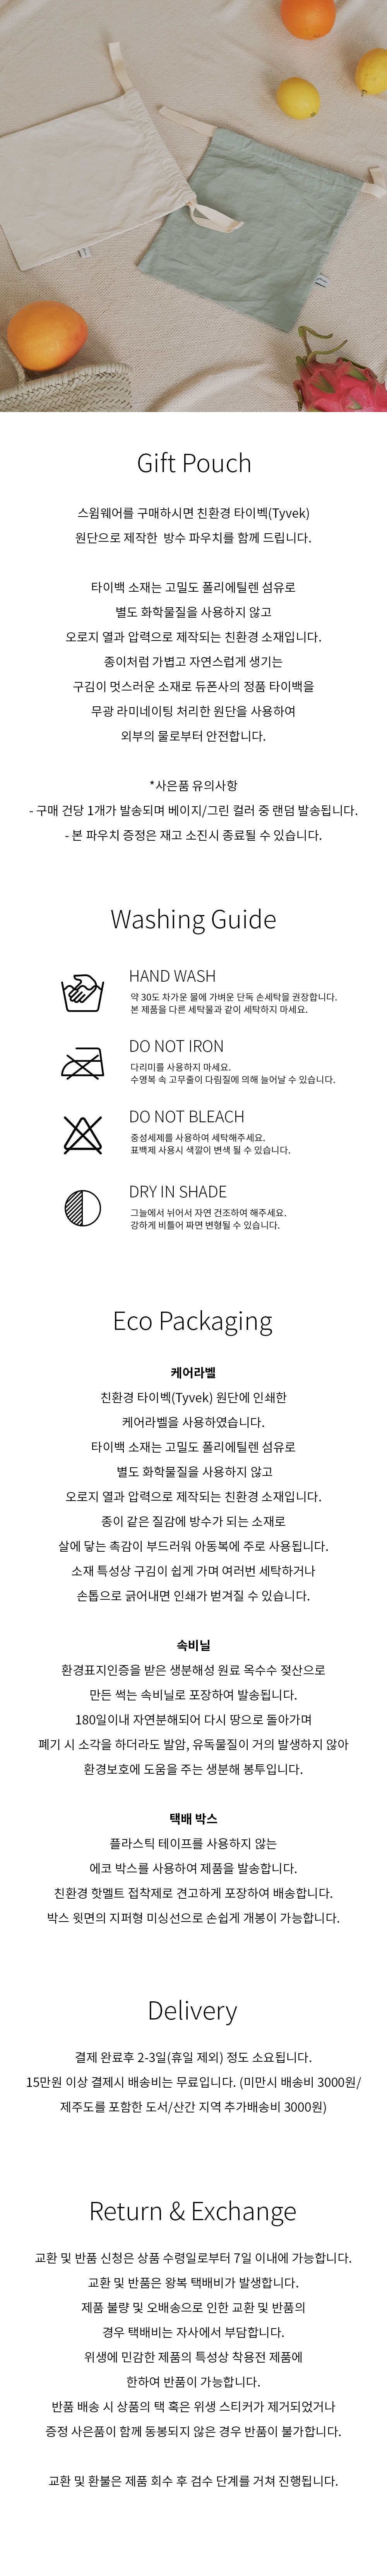 Gift Pouch
스윔웨어를 구매하시면 친환경 타이벡(Tyvek)
원단으로 제작한 방수 파우치를 함께 드립니다.
타이백 소재는 고밀도 폴리에틸렌 섬유로
별도 화학물질을 사용하지 않고
오로지 열과 압력으로 제작되는 친환경 소재입니다.
종이처럼 가볍고 자연스럽게 생기는
구김이 멋스러운 소재로 듀폰사의 정품 타이백을
무광 라미네이팅 처리한 원단을 사용하여
외부의 물로부터 안전합니다.
*사은품 유의사항
- 구매 건당 1개가 발송되며 베이지/그린 컬러 중 랜덤 발송됩니다.
- 본 파우치 증정은 재고 소진시 종료될 수 있습니다.
Washing Guide
HAND WASH
약 30도 차가운 물에 가벼운 단독 손세탁을 권장합니다.
본 제품을 다른 세탁물과 같이 세탁하지 마세요.
DO NOT IRON
다리미를 사용하지 마세요.
수영복 속 고무줄이 다림질에 의해 늘어날 수 있습니다.
DO NOT BLEACH
중성세제를 사용하여 세탁해주세요.
표백제 사용시 색깔이 변색 될 수 있습니다.
DRY IN SHADE
그늘에서 뉘어서 자연 건조하여 해주세요.
강하게 비틀어 짜면 변형될 수 있습니다.
Eco Packaging
케어라벨
친환경 타이벡(Tyvek) 원단에 인쇄한
케어라벨을 사용하였습니다.
타이백 소재는 고밀도 폴리에틸렌 섬유로
별도 화학물질을 사용하지 않고
오로지 열과 압력으로 제작되는 친환경 소재입니다.
종이 같은 질감에 방수가 되는 소재로
살에 닿는 촉감이 부드러워 아동복에 주로 사용됩니다.
소재 특성상 구김이 쉽게 가며 여러번 세탁하거나
손톱으로 긁어내면 인쇄가 벋겨질 수 있습니다.
속비닐
환경표지인증을 받은 생분해성 원료 옥수수 젖산으로
만든 썩는 속비닐로 포장하여 발송됩니다.
180일이내 자연분해되어 다시 땅으로 돌아가며
폐기 시 소각을 하더라도 발암, 유독물질이 거의 발생하지 않아
환경보호에 도움을 주는 생분해 봉투입니다.
택배 박스
플라스틱 테이프를 사용하지 않는
에코 박스를 사용하여 제품을 발송합니다.
친환경 핫멜트 접착제로 견고하게 포장하여 배송합니다.
박스 윗면의 지퍼형 미싱선으로 손쉽게 개봉이 가능합니다.
Delivery
결제 완료후 2-3일(휴일 제외) 정도 소요됩니다.
15만원 이상 결제시 배송비는 무료입니다. (미만시 배송비 3000원/
제주도를 포함한 도서/산간 지역 추가배송비 3000원)
Return & Exchange
교환 및 반품 신청은 상품 수령일로부터 7일 이내에 가능합니다.
교환 및 반품은 왕복 택배비가 발생합니다.
제품 불량 및 오배송으로 인한 교환 및 반품의
경우 택배비는 자사에서 부담합니다.
위생에 민감한 제품의 특성상 착용전 제품에
한하여 반품이 가능합니다.
반품 배송 시 상품의 택 혹은 위생 스티커가 제거되었거나
증정 사은품이 함께 동봉되지 않은 경우 반품이 불가합니다.
교환 및 환불은 제품 회수 후 검수 단계를 거쳐 진행됩니다.